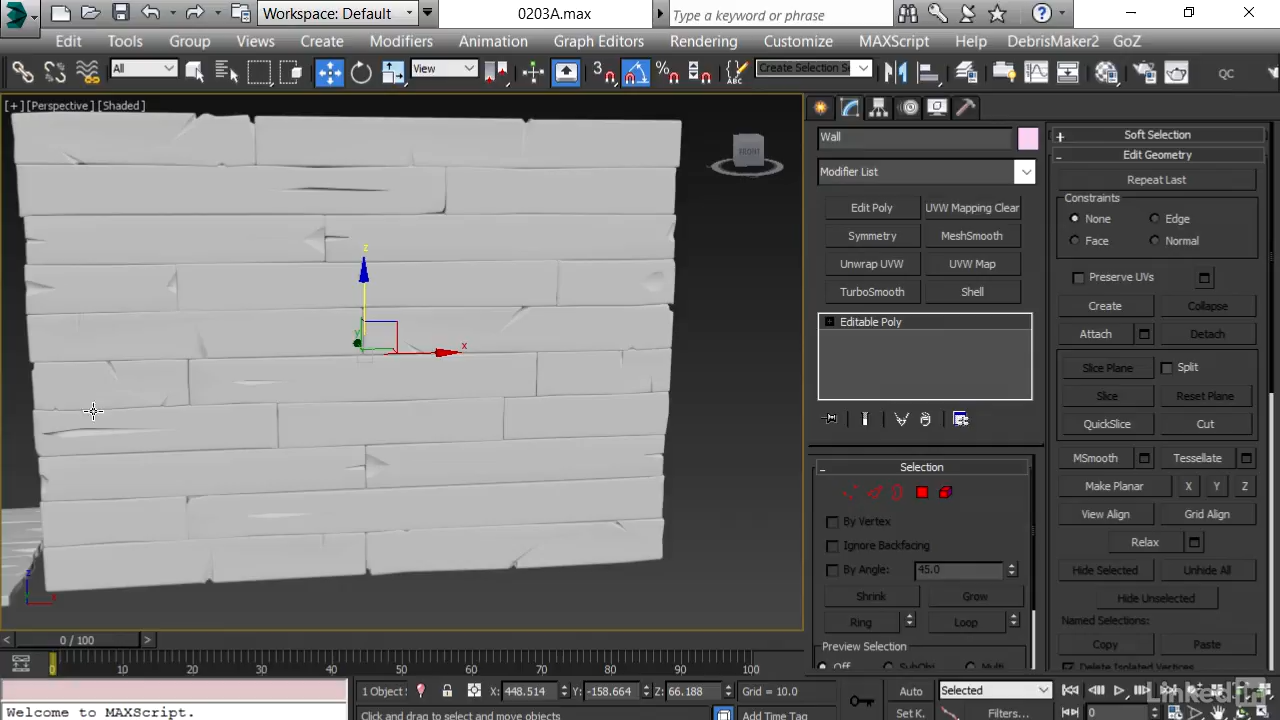 Workspace: Default
0203A.max
Type a keyword or phrase
Edit Tools Group Views Create Modifiers Animation Graph Editors Rendering Customize MAXScript Help DebrisMaker2 GoZ
All View 3 ABC Create Selection Se QC
[+] [Perspective] [Shaded]
FRONT
z
y
x
z
x
Wall
Modifier List
Edit Poly UVW Mapping Clear
Symmetry MeshSmooth
Unwrap UVW UVW Map
TurboSmooth Shell
Editable Poly
- Selection
By Vertex
Ignore Backfacing
By Angle: 45.0
Shrink Grow
Ring Loop
Preview Selection
Off SubObj Multi
+ Soft Selection
- Edit Geometry
Repeat Last
Constraints
None Edge
Face Normal
Preserve UVs
Create Collapse
Attach Detach
Slice Plane Split
Slice Reset Plane
QuickSlice Cut
MSmooth Tessellate
Make Planar X Y Z
View Align Grid Align
Relax
Hide Selected Unhide All
Hide Unselected
Named Selections:
Copy Paste
Delete Isolated Vertices
< 0 / 100 >
0 10 20 30 40 50 60 70 80 90 100
1 Object X: 448.514 Y: -158.664 Z: 66.188 Grid = 10.0 Auto Selected
Welcome to MAXScript. Click and drag to select and move objects Add Time Tag Set K. Filters... 0
LinkedIn